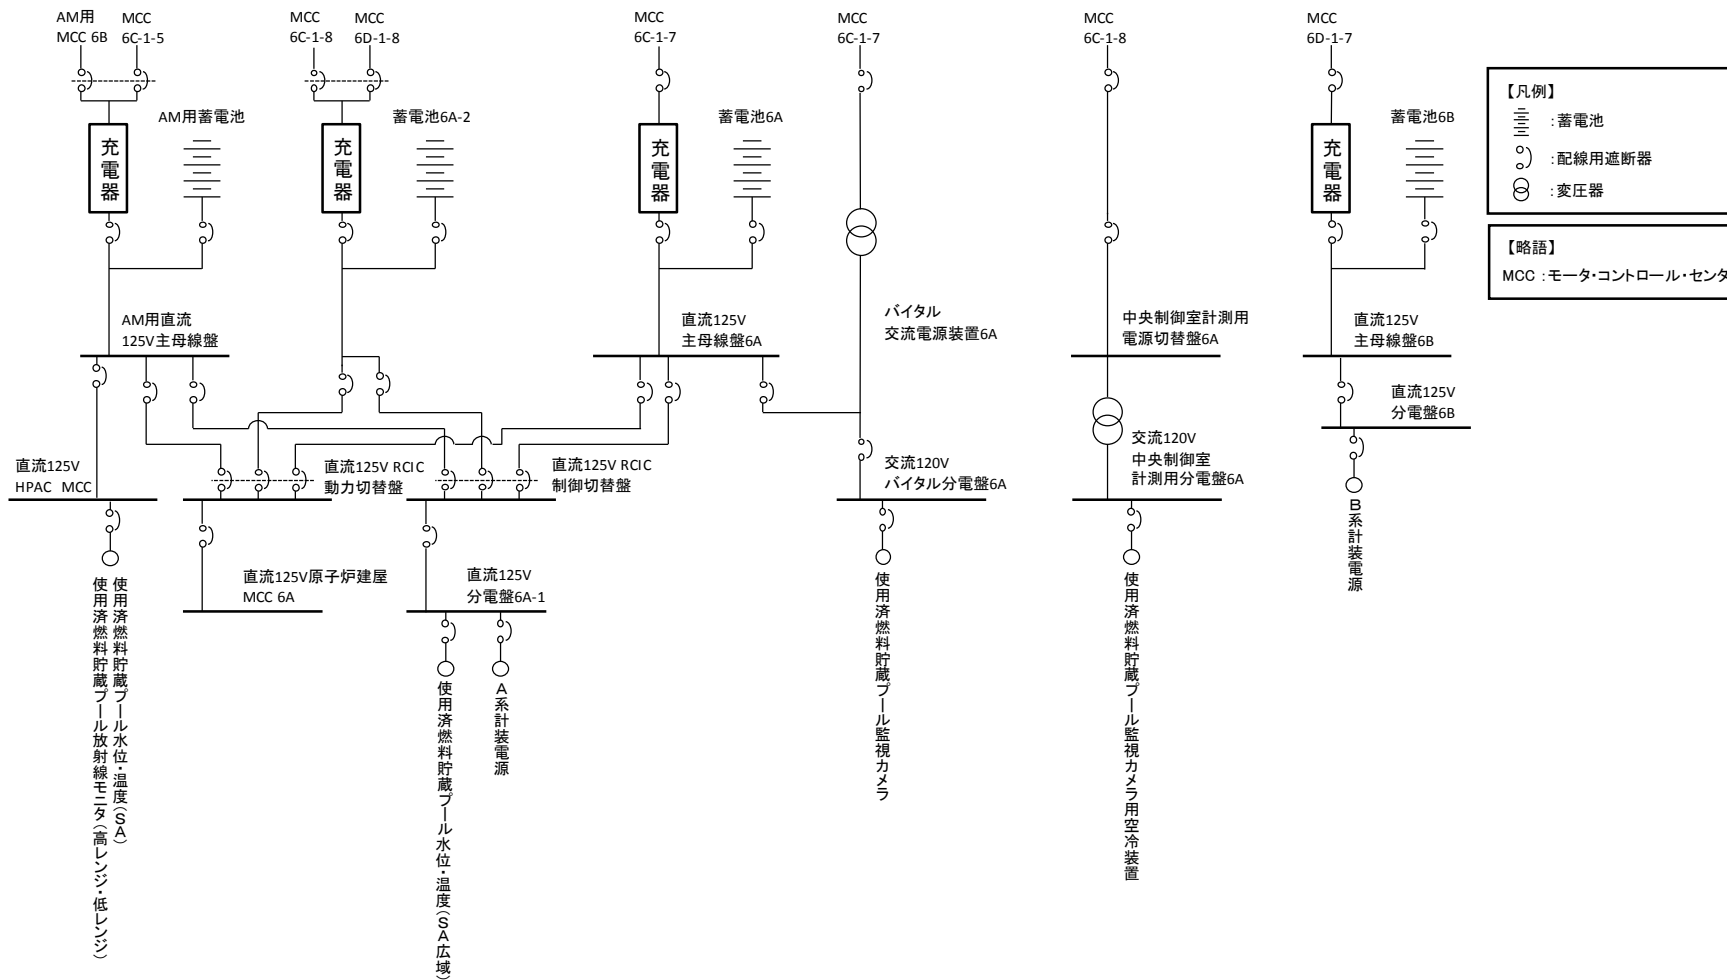 AM用
MCC 6B
MCC
6C-1-5
MCC
6C-1-8
MCC
6D-1-8
MCC
6C-1-7
MCC
6C-1-7
MCC
6C-1-8
MCC
6D-1-7
充電器
AM用蓄電池
充電器
蓄電池6A-2
充電器
蓄電池6A
充電器
蓄電池6B
【凡例】
：蓄電池
：配線用遮断器
：変圧器
【略語】
MCC ：モータ・コントロール・センタ
AM用直流
125V主母線盤
直流125V
主母線盤6A
バイタル
交流電源装置6A
中央制御室計測用
電源切替盤6A
直流125V
主母線盤6B
直流125V
分電盤6B
直流125V
HPAC MCC
直流125V RCIC
動力切替盤
直流125V RCIC
制御切替盤
交流120V
バイタル分電盤6A
交流120V
中央制御室
計測用分電盤6A
直流125V原子炉建屋
MCC 6A
直流125V
分電盤6A-1
使用済燃料貯蔵プール水位・温度(SA)
使用済燃料貯蔵プール放射線モニタ(高レンジ・低レンジ)
使用済燃料貯蔵プール水位・温度(SA広域)
A系計装電源
使用済燃料貯蔵プール監視カメラ
使用済燃料貯蔵プール監視カメラ用空冷装置
B系計装電源